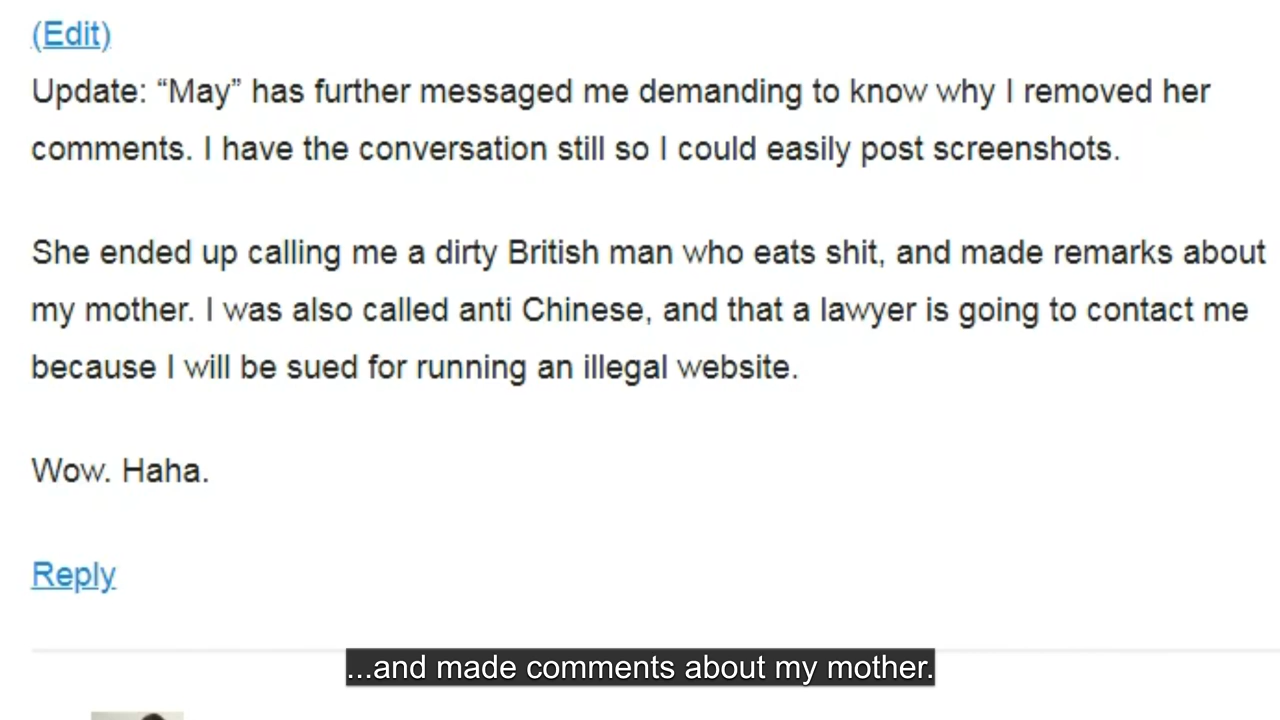 (Edit)
Update: “May” has further messaged me demanding to know why I removed her
comments. I have the conversation still so I could easily post screenshots.
She ended up calling me a dirty British man who eats shit, and made remarks about
my mother. I was also called anti Chinese, and that a lawyer is going to contact me
because I will be sued for running an illegal website.
Wow. Haha.
Reply
...and made comments about my mother.